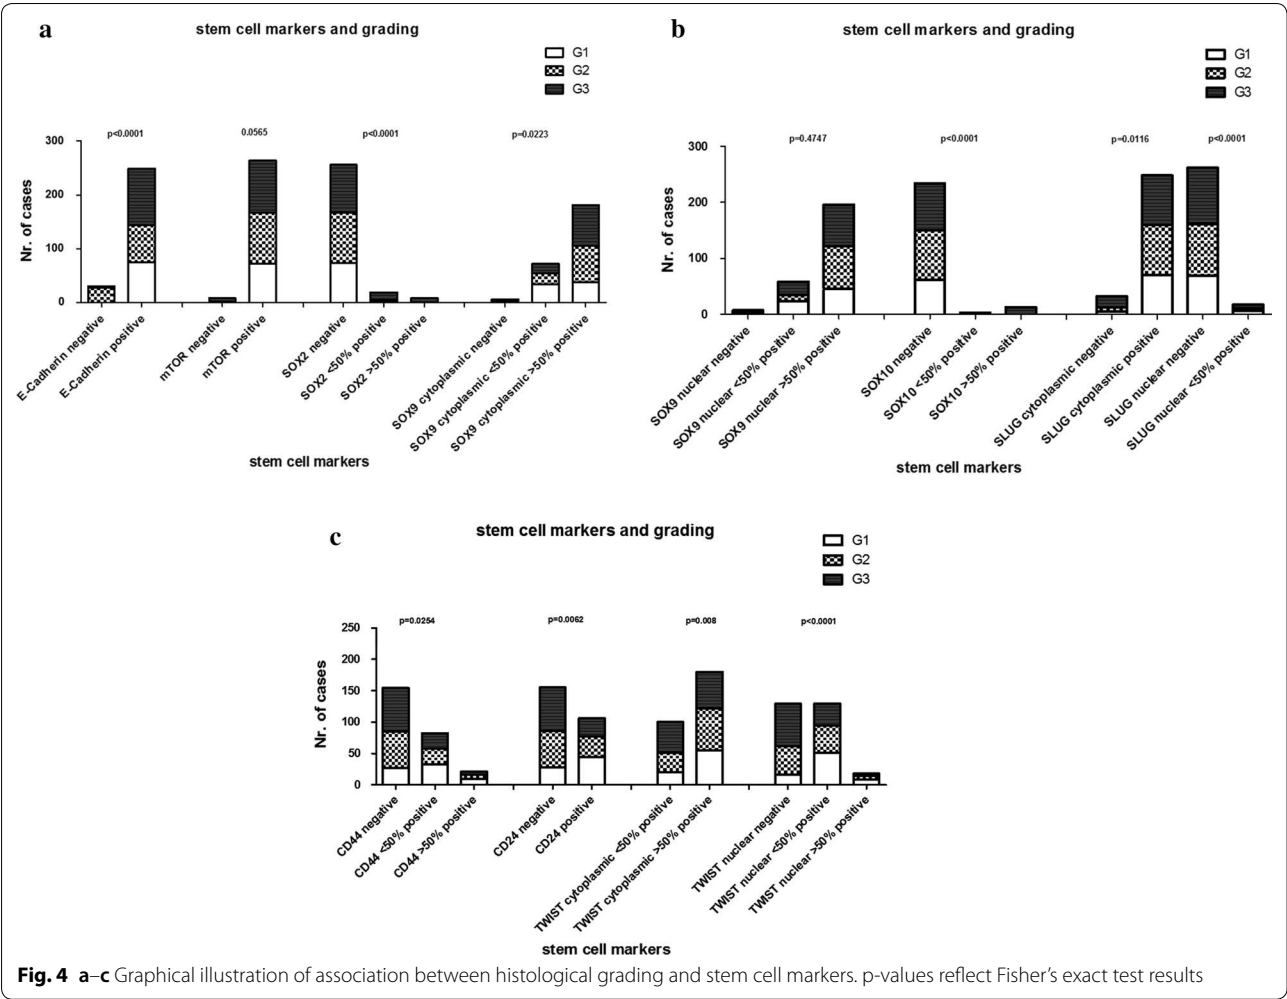 a
stem cell markers and grading
G1
G2
G3
p<0.0001
0.0565
p<0.0001
p=0.0223
300
200
100
0
Nr. of cases
E-Cadherin negative
E-Cadherin positive
mTOR negative
mTOR positive
SOX2 negative
SOX2 <50% positive
SOX2 >50% positive
SOX9 cytoplasmic negative
SOX9 cytoplasmic <50% positive
SOX9 cytoplasmic >50% positive
stem cell markers
b
stem cell markers and grading
G1
G2
G3
p=0.4747
p<0.0001
p=0.0116
p<0.0001
300
200
100
0
Nr. of cases
SOX9 nuclear negative
SOX9 nuclear <50% positive
SOX9 nuclear >50% positive
SOX10 negative
SOX10 <50% positive
SOX10 >50% positive
SLUG cytoplasmic negative
SLUG cytoplasmic positive
SLUG nuclear negative
SLUG nuclear <50% positive
stem cell markers
c
stem cell markers and grading
G1
G2
G3
p=0.0254
p=0.0062
p=0.008
p<0.0001
250
200
150
100
50
0
Nr. of cases
CD44 negative
CD44 <50% positive
CD44 >50% positive
CD24 negative
CD24 positive
TWIST cytoplasmic <50% positive
TWIST cytoplasmic >50% positive
TWIST nuclear negative
TWIST nuclear <50% positive
TWIST nuclear >50% positive
stem cell markers
Fig. 4 a–c Graphical illustration of association between histological grading and stem cell markers. p-values reflect Fisher’s exact test results